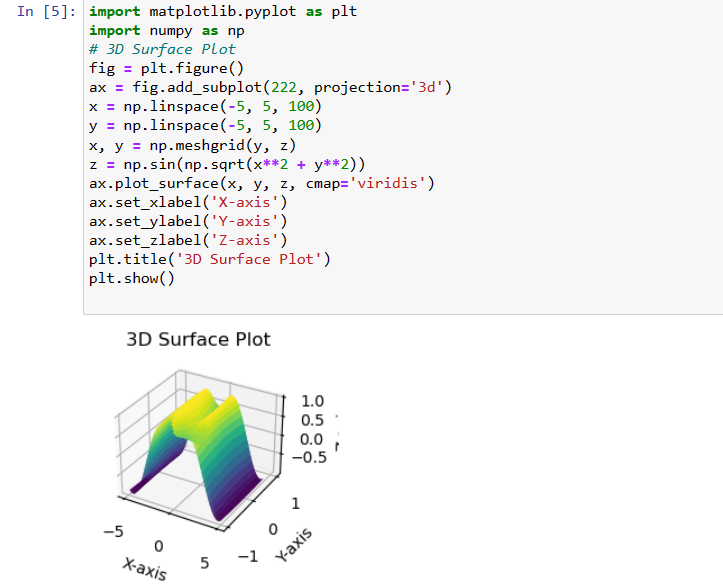 In [5]: import matplotlib.pyplot as plt
import numpy as np
# 3D Surface Plot
fig = plt.figure()
ax = fig.add_subplot(222, projection='3d')
x = np.linspace(-5, 5, 100)
y = np.linspace(-5, 5, 100)
x, y = np.meshgrid(y, z)
z = np.sin(np.sqrt(x**2 + y**2))
ax.plot_surface(x, y, z, cmap='viridis')
ax.set_xlabel('X-axis')
ax.set_ylabel('Y-axis')
ax.set_zlabel('Z-axis')
plt.title('3D Surface Plot')
plt.show()
3D Surface Plot
1.0
0.5
0.0
−0.5
1
0
−1
Y-axis
−5
0
5
X-axis